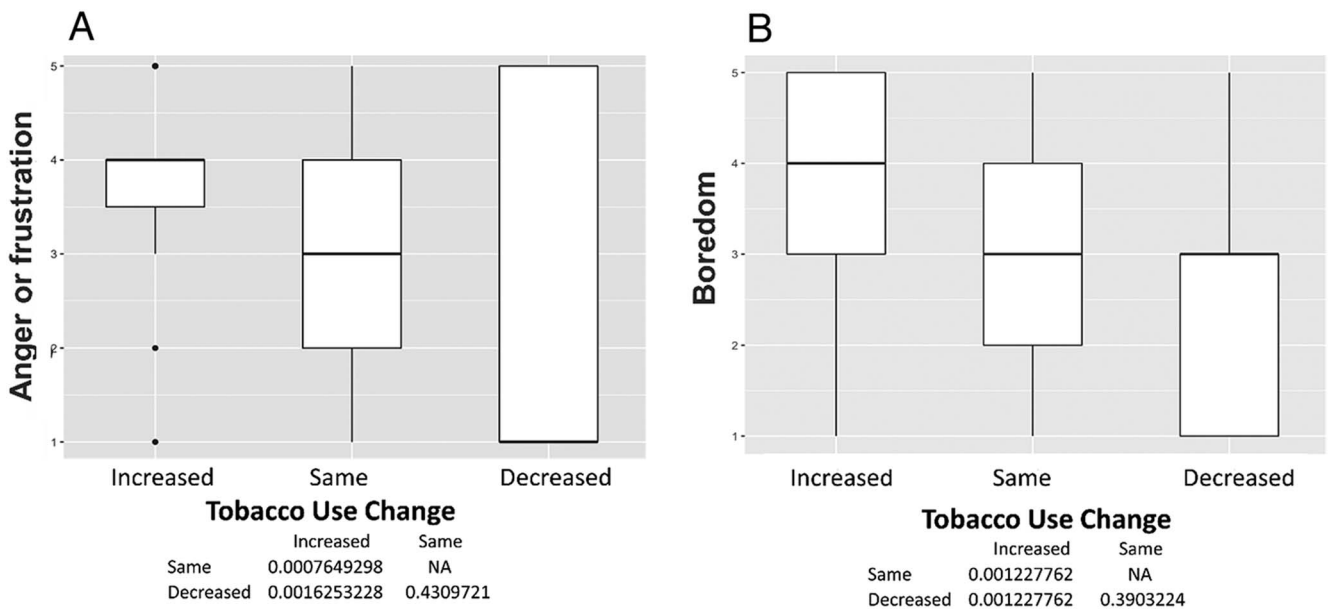 A
Anger or frustration
5
4
3
2
1
Increased Same Decreased
Tobacco Use Change
Increased Same
Same 0.0007649298 NA
Decreased 0.0016253228 0.4309721
B
Boredom
5
4
3
2
1
Increased Same Decreased
Tobacco Use Change
Increased Same
Same 0.001227762 NA
Decreased 0.001227762 0.3903224